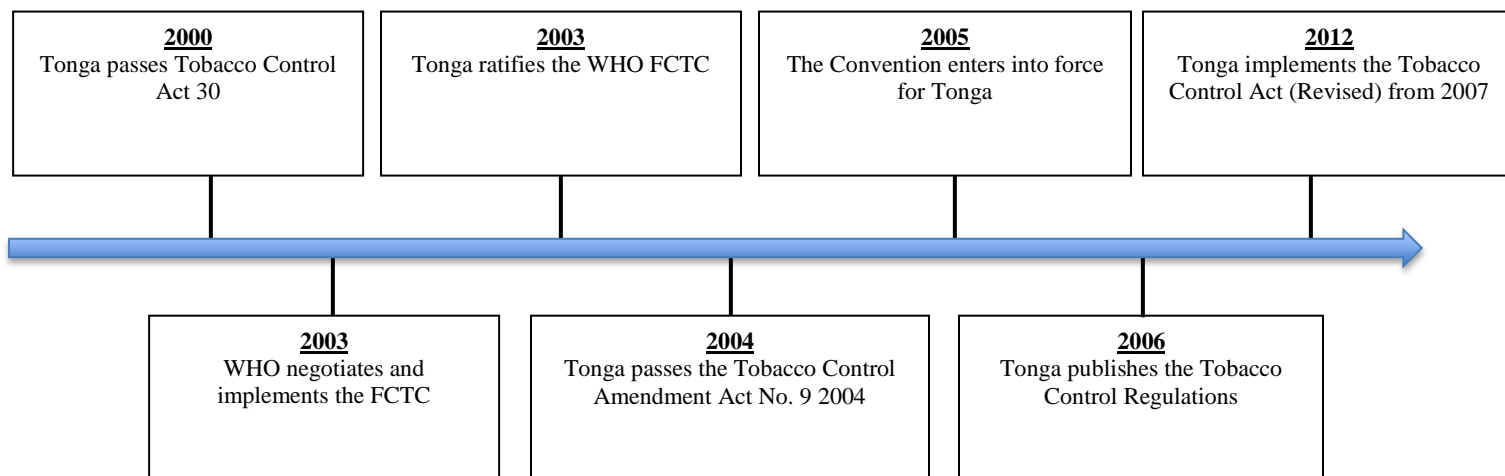 2000
Tonga passes Tobacco Control
Act 30
2003
Tonga ratifies the WHO FCTC
2005
The Convention enters into force
for Tonga
2012
Tonga implements the Tobacco
Control Act (Revised) from 2007
2003
WHO negotiates and
implements the FCTC
2004
Tonga passes the Tobacco Control
Amendment Act No. 9 2004
2006
Tonga publishes the Tobacco
Control Regulations